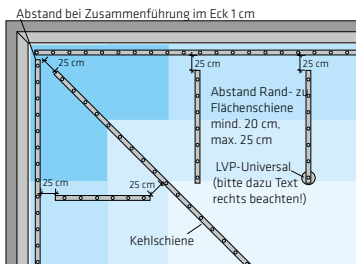 Abstand bei Zusammenführung im Eck 1 cm
25 cm
25 cm
25 cm
Abstand Rand- zu
Flächenschiene
mind. 20 cm,
max. 25 cm
LVP-Universal
(bitte dazu Text
rechts beachten!)
25 cm
25 cm
Kehlschiene